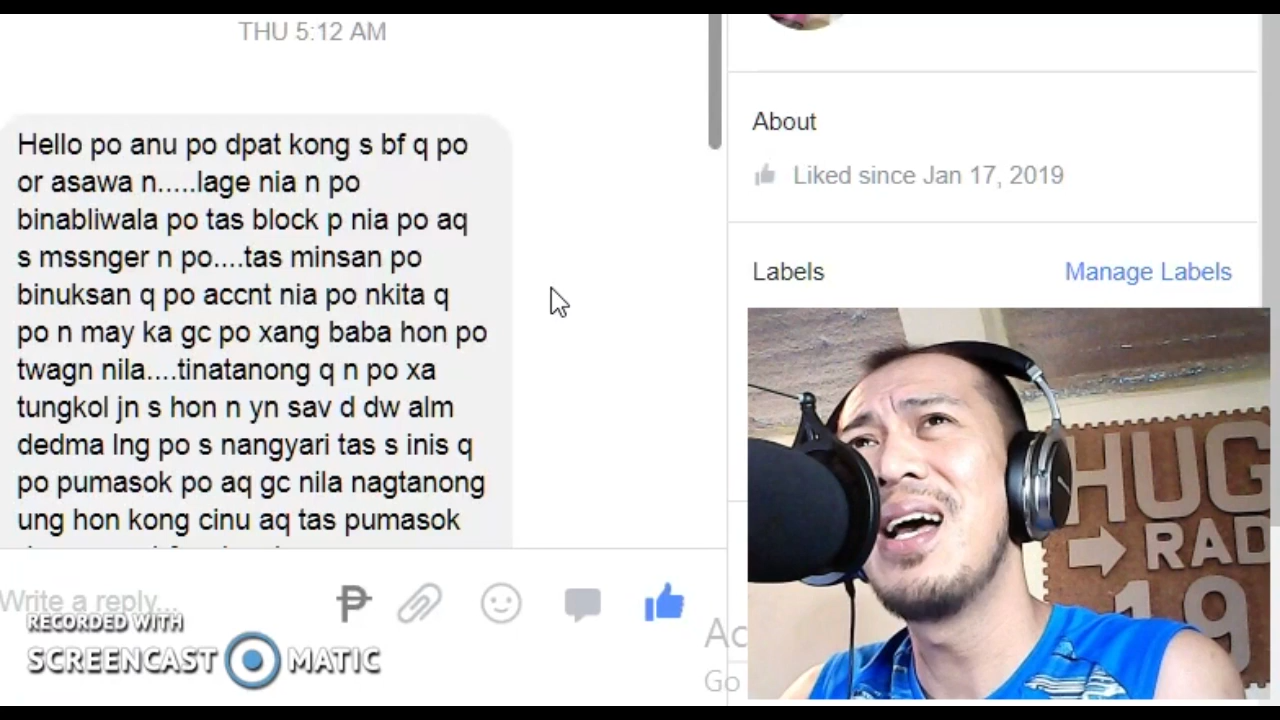 THU 5:12 AM
Hello po anu po dpat kong s bf q po
or asawa n.....lage nia n po
binabliwala po tas block p nia po aq
s mssnger n po....tas minsan po
binuksan q po accnt nia po nkita q
po n may ka gc po xang baba hon po
twagn nila....tinatanong q n po xa
tungkol jn s hon n yn sav d dw alm
dedma lng po s nangyari tas s inis q
po pumasok po aq gc nila nagtanong
ung hon kong cinu aq tas pumasok
Write a reply...
RECORDED WITH
SCREENCAST MATIC
About
Liked since Jan 17, 2019
Labels
Manage Labels
HUG
RAD
19
Ac
Go